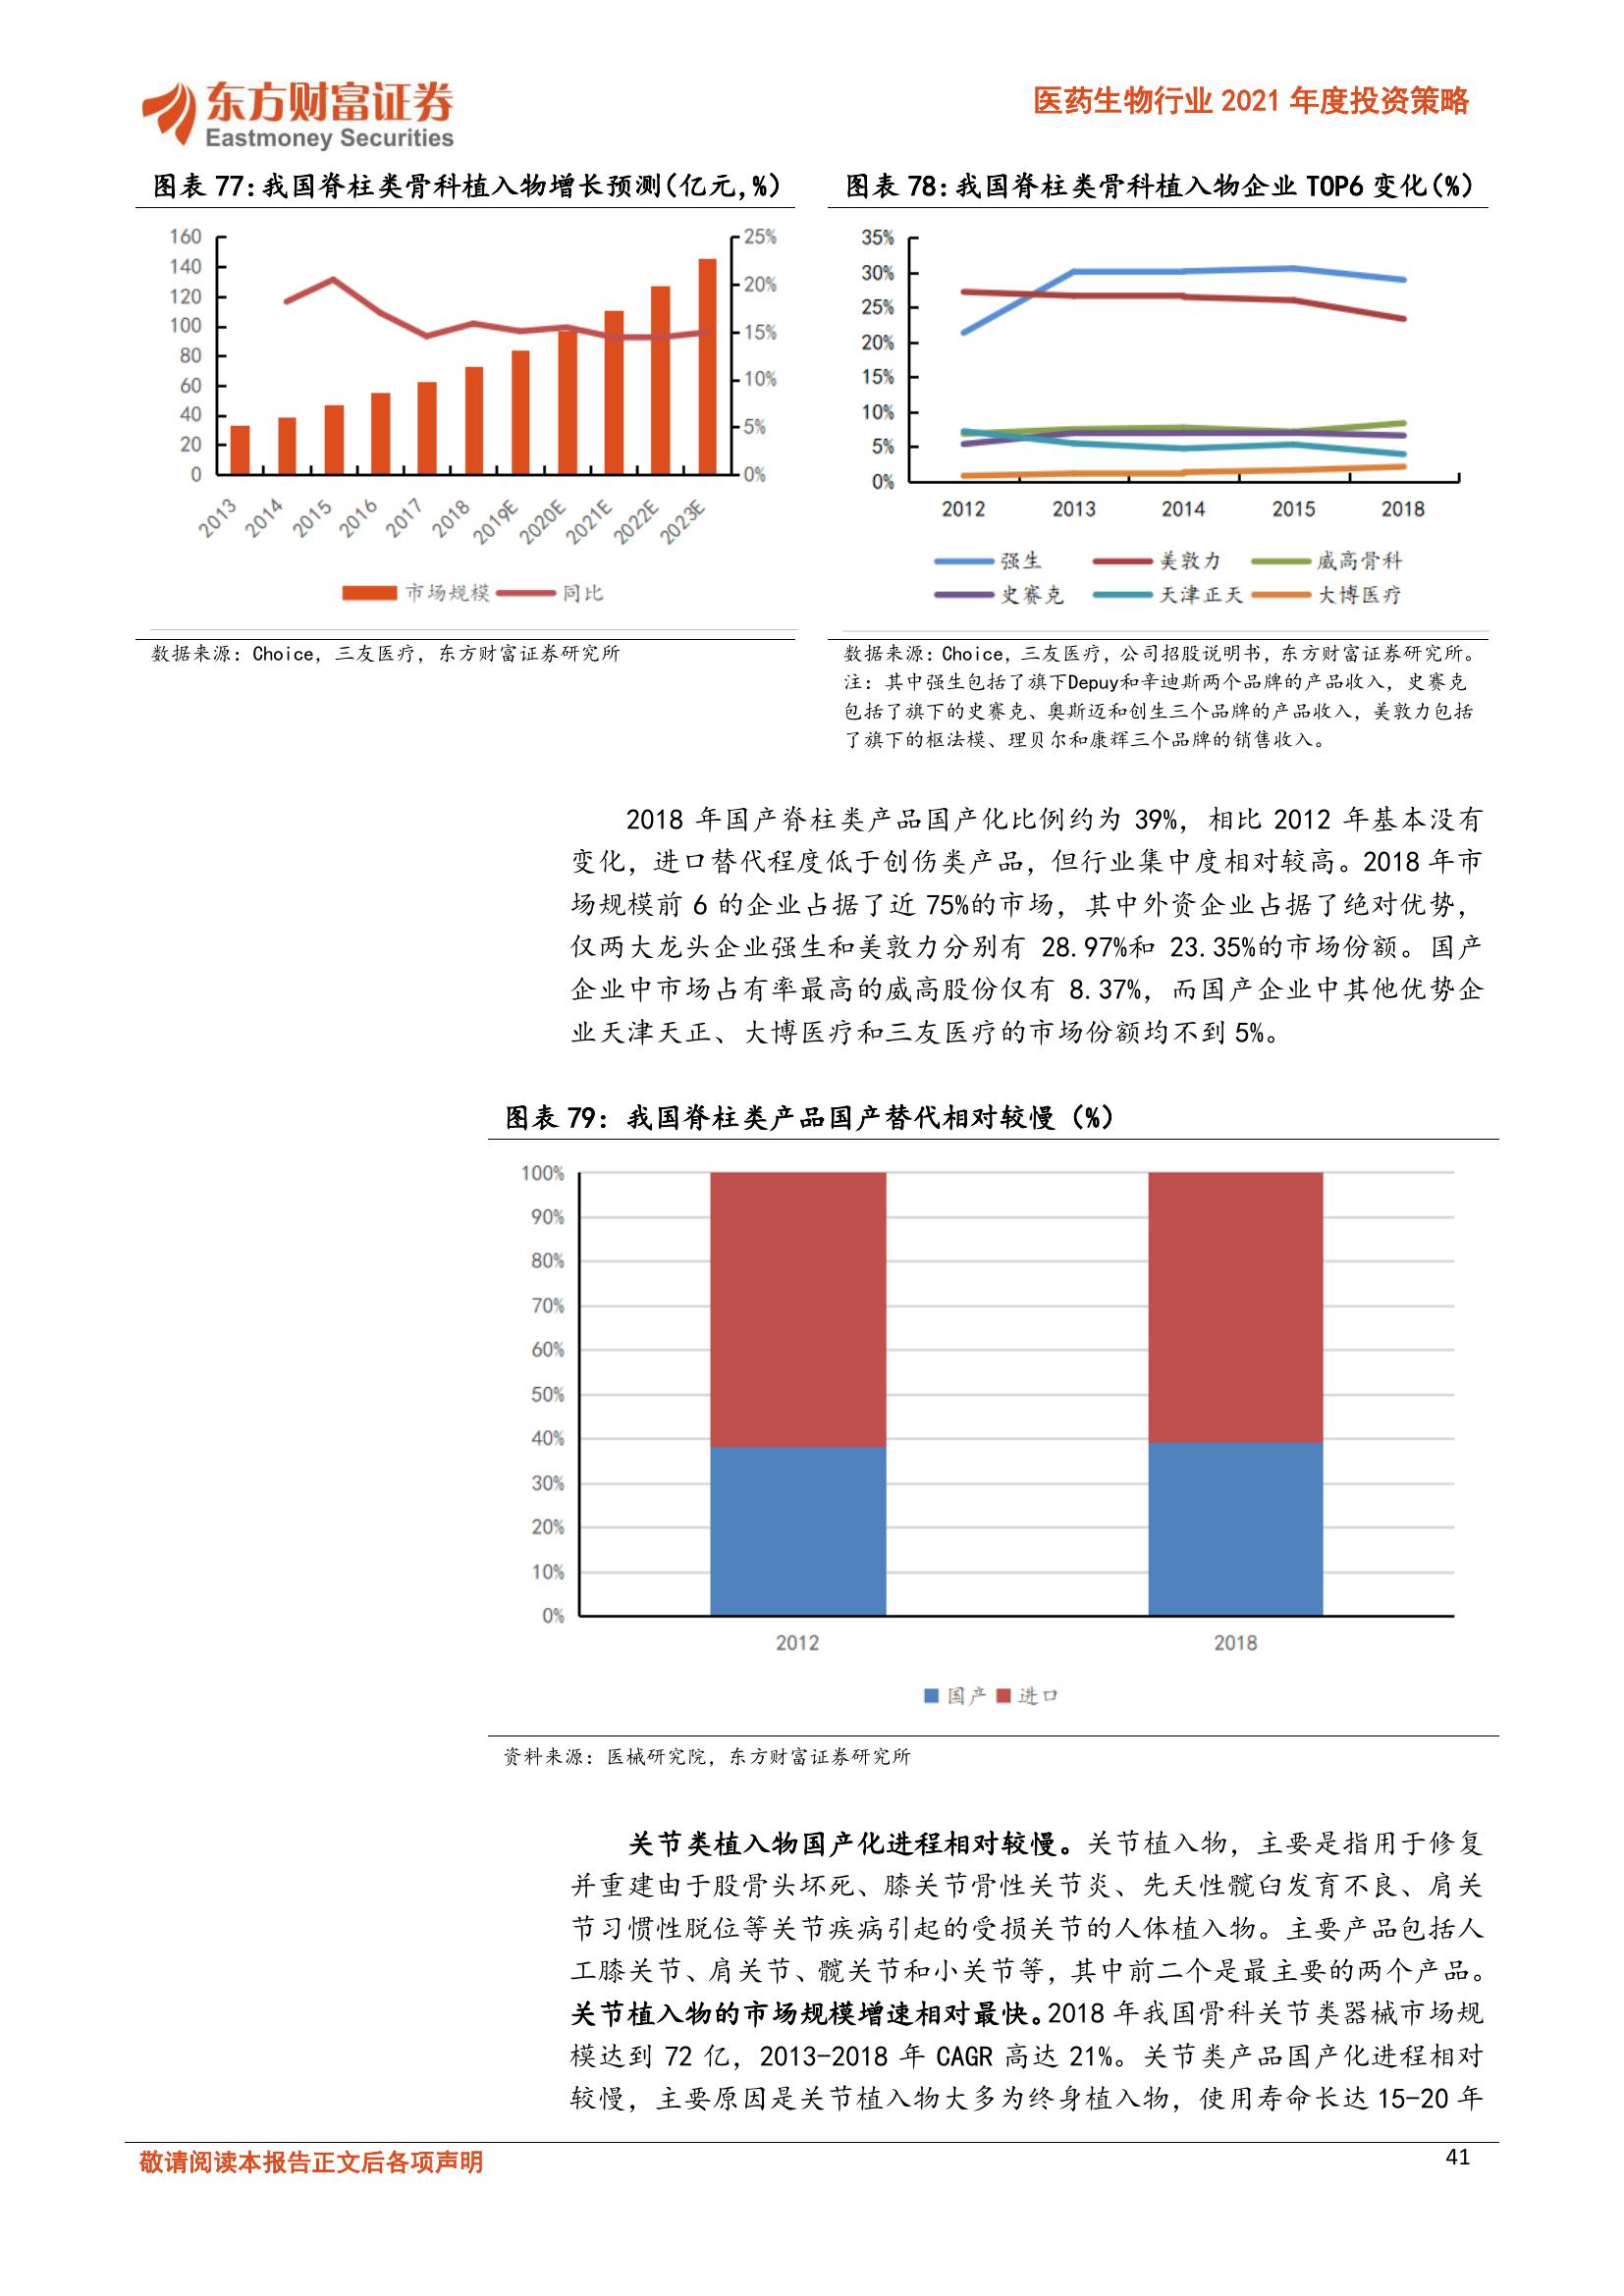 东方财富证券
Eastmoney Securities
医药生物行业 2021 年度投资策略
图表 77:我国脊柱类骨科植入物增长预测(亿元,%)
160
140
120
100
80
60
40
20
0
25%
20%
15%
10%
5%
0%
2013
2014
2015
2016
2017
2018
2019E
2020E
2021E
2022E
2023E
市场规模
同比
数据来源：Choice，三友医疗，东方财富证券研究所
图表 78:我国脊柱类骨科植入物企业 TOP6 变化(%)
35%
30%
25%
20%
15%
10%
5%
0%
2012
2013
2014
2015
2018
强生
美敦力
威高骨科
史赛克
天津正天
大博医疗
数据来源：Choice，三友医疗，公司招股说明书，东方财富证券研究所。
注：其中强生包括了旗下Depuy和辛迪斯两个品牌的产品收入，史赛克
包括了旗下的史赛克、奥斯迈和创生三个品牌的产品收入，美敦力包括
了旗下的枢法模、理贝尔和康辉三个品牌的销售收入。
2018 年国产脊柱类产品国产化比例约为 39%，相比 2012 年基本没有
变化，进口替代程度低于创伤类产品，但行业集中度相对较高。2018 年市
场规模前 6 的企业占据了近 75%的市场，其中外资企业占据了绝对优势，
仅两大龙头企业强生和美敦力分别有 28.97%和 23.35%的市场份额。国产
企业中市场占有率最高的威高股份仅有 8.37%，而国产企业中其他优势企
业天津天正、大博医疗和三友医疗的市场份额均不到 5%。
图表 79：我国脊柱类产品国产替代相对较慢（%）
100%
90%
80%
70%
60%
50%
40%
30%
20%
10%
0%
2012
2018
国产
进口
资料来源：医械研究院，东方财富证券研究所
关节类植入物国产化进程相对较慢。关节植入物，主要是指用于修复
并重建由于股骨头坏死、膝关节骨性关节炎、先天性髋臼发育不良、肩关
节习惯性脱位等关节疾病引起的受损关节的人体植入物。主要产品包括人
工膝关节、肩关节、髋关节和小关节等，其中前二个是最主要的两个产品。
关节植入物的市场规模增速相对最快。2018 年我国骨科关节类器械市场规
模达到 72 亿，2013-2018 年 CAGR 高达 21%。关节类产品国产化进程相对
较慢，主要原因是关节植入物大多为终身植入物，使用寿命长达 15-20 年
敬请阅读本报告正文后各项声明
41